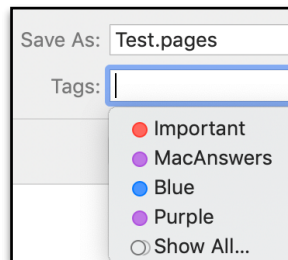 Save As: Test.pages
Tags:
Important
MacAnswers
Blue
Purple
Show All...